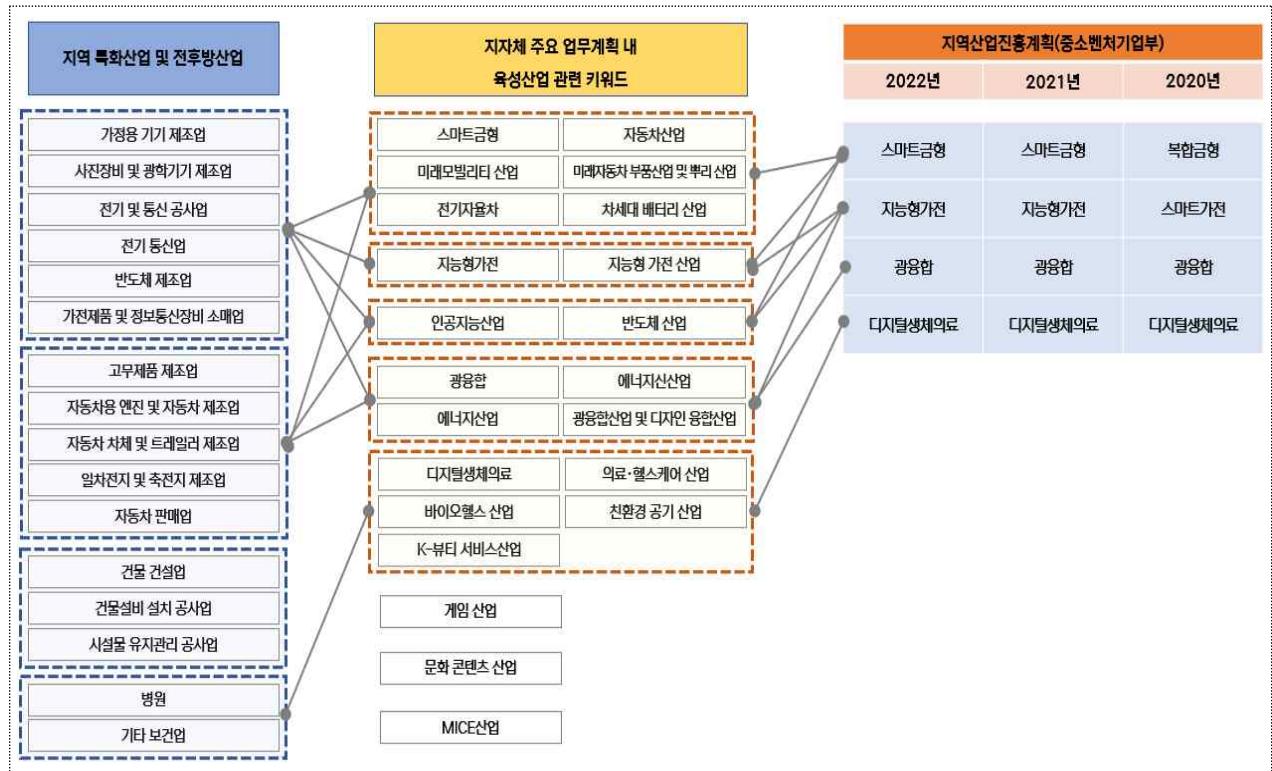 지역 특화산업 및 전후방산업
가정용 기기 제조업
사진장비 및 광학기기 제조업
전기 및 통신 공사업
전기 통신업
반도체 제조업
가전제품 및 정보통신장비 소매업
고무제품 제조업
자동차용 엔진 및 자동차 제조업
자동차 차체 및 트레일러 제조업
일차전지 및 축전지 제조업
자동차 판매업
건물 건설업
건물설비 설치 공사업
시설물 유지관리 공사업
병원
기타 보건업
지자체 주요 업무계획 내
육성산업 관련 키워드
스마트금형 자동차산업
미래모빌리티 산업 미래자동차 부품산업 및 뿌리 산업
전기자율차 차세대 배터리 산업
지능형가전 지능형 가전 산업
인공지능산업 반도체 산업
광융합 에너지신산업
에너지산업 광융합산업 및 디자인 융합산업
디지털생체의료 의료·헬스케어 산업
바이오헬스 산업 친환경 공기 산업
K-뷰티 서비스산업
게임 산업
문화 콘텐츠 산업
MICE산업
지역산업진흥계획(중소벤처기업부)
2022년 2021년 2020년
스마트금형 스마트금형 복합금형
지능형가전 지능형가전 스마트가전
광융합 광융합 광융합
디지털생체의료 디지털생체의료 디지털생체의료